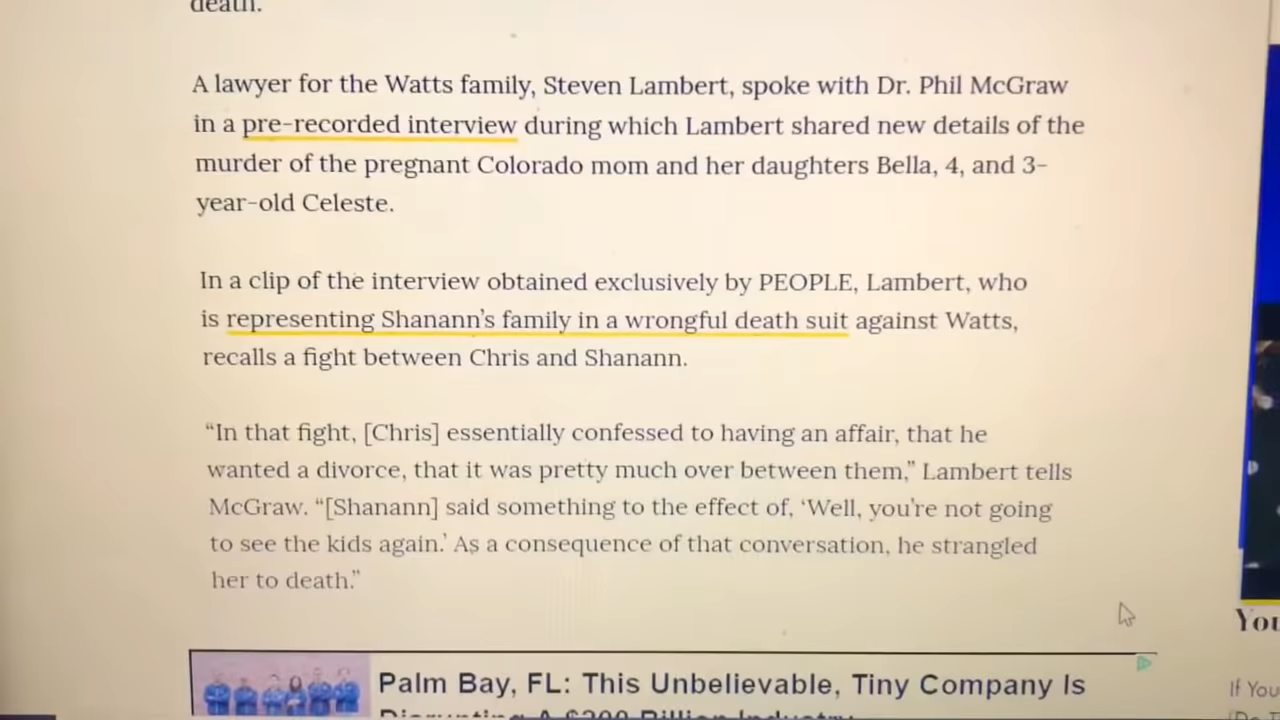 death.
A lawyer for the Watts family, Steven Lambert, spoke with Dr. Phil McGraw
in a pre-recorded interview during which Lambert shared new details of the
murder of the pregnant Colorado mom and her daughters Bella, 4, and 3-
year-old Celeste.
In a clip of the interview obtained exclusively by PEOPLE, Lambert, who
is representing Shanann’s family in a wrongful death suit against Watts,
recalls a fight between Chris and Shanann.
“In that fight, [Chris] essentially confessed to having an affair, that he
wanted a divorce, that it was pretty much over between them,” Lambert tells
McGraw. “[Shanann] said something to the effect of, ‘Well, you’re not going
to see the kids again.’ As a consequence of that conversation, he strangled
her to death.”
Palm Bay, FL: This Unbelievable, Tiny Company Is
You
If You